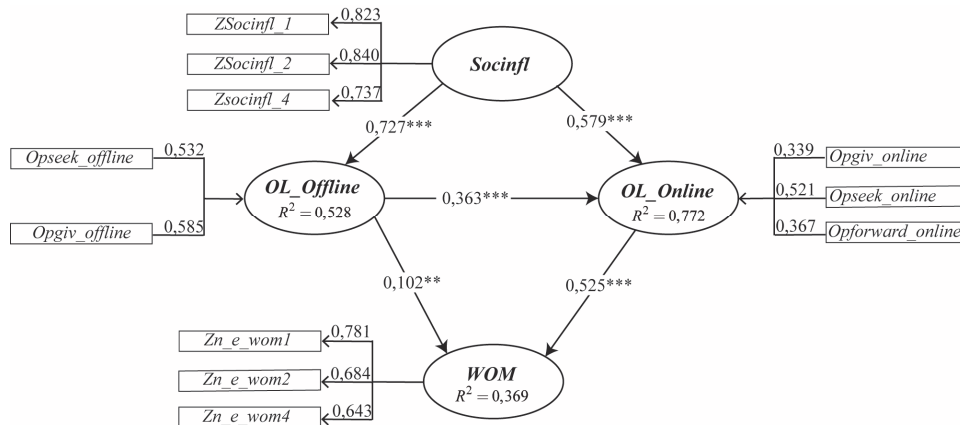 ZSocinfl_1
0,823
ZSocinfl_2
0,840
Zsocinfl_4
0,737
Socinfl
0,727***
0,579***
Opseek_offline
0,532
Opgiv_offline
0,585
OL_Offline
R² = 0,528
0,363***
OL_Online
R² = 0,772
0,339
Opgiv_online
0,521
Opseek_online
0,367
Opforward_online
0,102**
0,525***
Zn_e_wom1
0,781
Zn_e_wom2
0,684
Zn_e_wom4
0,643
WOM
R² = 0,369